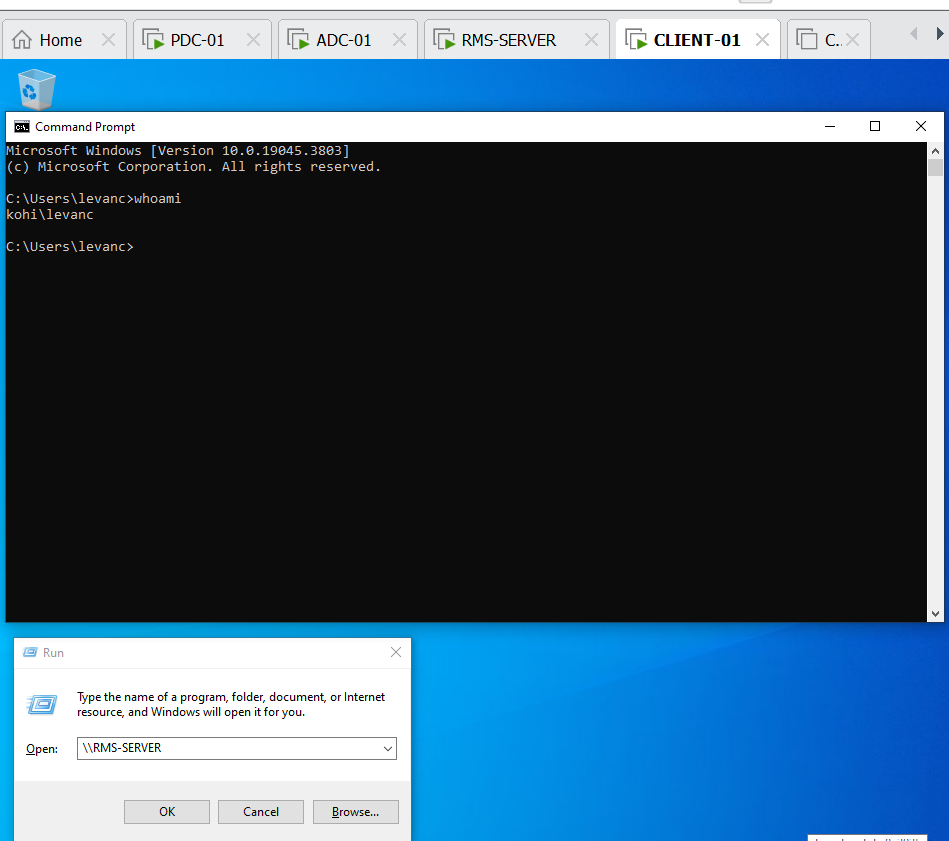 Home
PDC-01
ADC-01
RMS-SERVER
CLIENT-01
C..
Command Prompt
Microsoft Windows [Version 10.0.19045.3803]
(c) Microsoft Corporation. All rights reserved.
C:\Users\levanc>whoami
kohi\levanc
C:\Users\levanc>
Run
Type the name of a program, folder, document, or Internet
resource, and Windows will open it for you.
Open: \\RMS-SERVER
OK Cancel Browse...